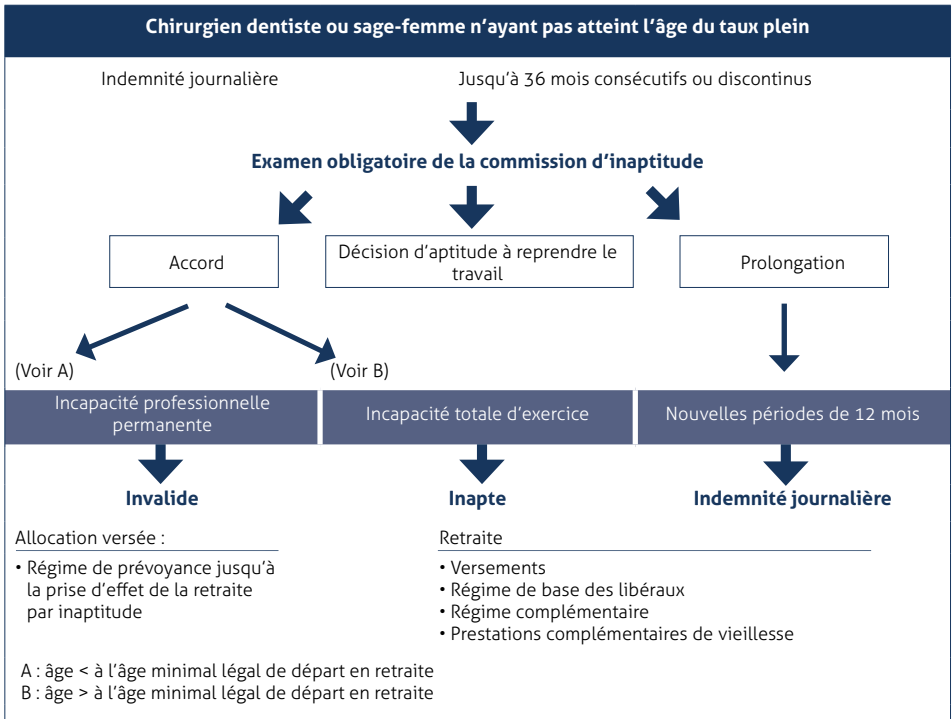 Chirurgien dentiste ou sage-femme n’ayant pas atteint l’âge du taux plein
Indemnité journalière
Jusqu’à 36 mois consécutifs ou discontinus
Examen obligatoire de la commission d’inaptitude
Accord
Décision d’aptitude à reprendre le
travail
Prolongation
(Voir A)
(Voir B)
Incapacité professionnelle
permanente
Incapacité totale d’exercice
Nouvelles périodes de 12 mois
Invalide
Inapte
Indemnité journalière
Allocation versée :
• Régime de prévoyance jusqu’à
la prise d’effet de la retraite
par inaptitude
Retraite
• Versements
• Régime de base des libéraux
• Régime complémentaire
• Prestations complémentaires de vieillesse
A : âge < à l’âge minimal légal de départ en retraite
B : âge > à l’âge minimal légal de départ en retraite